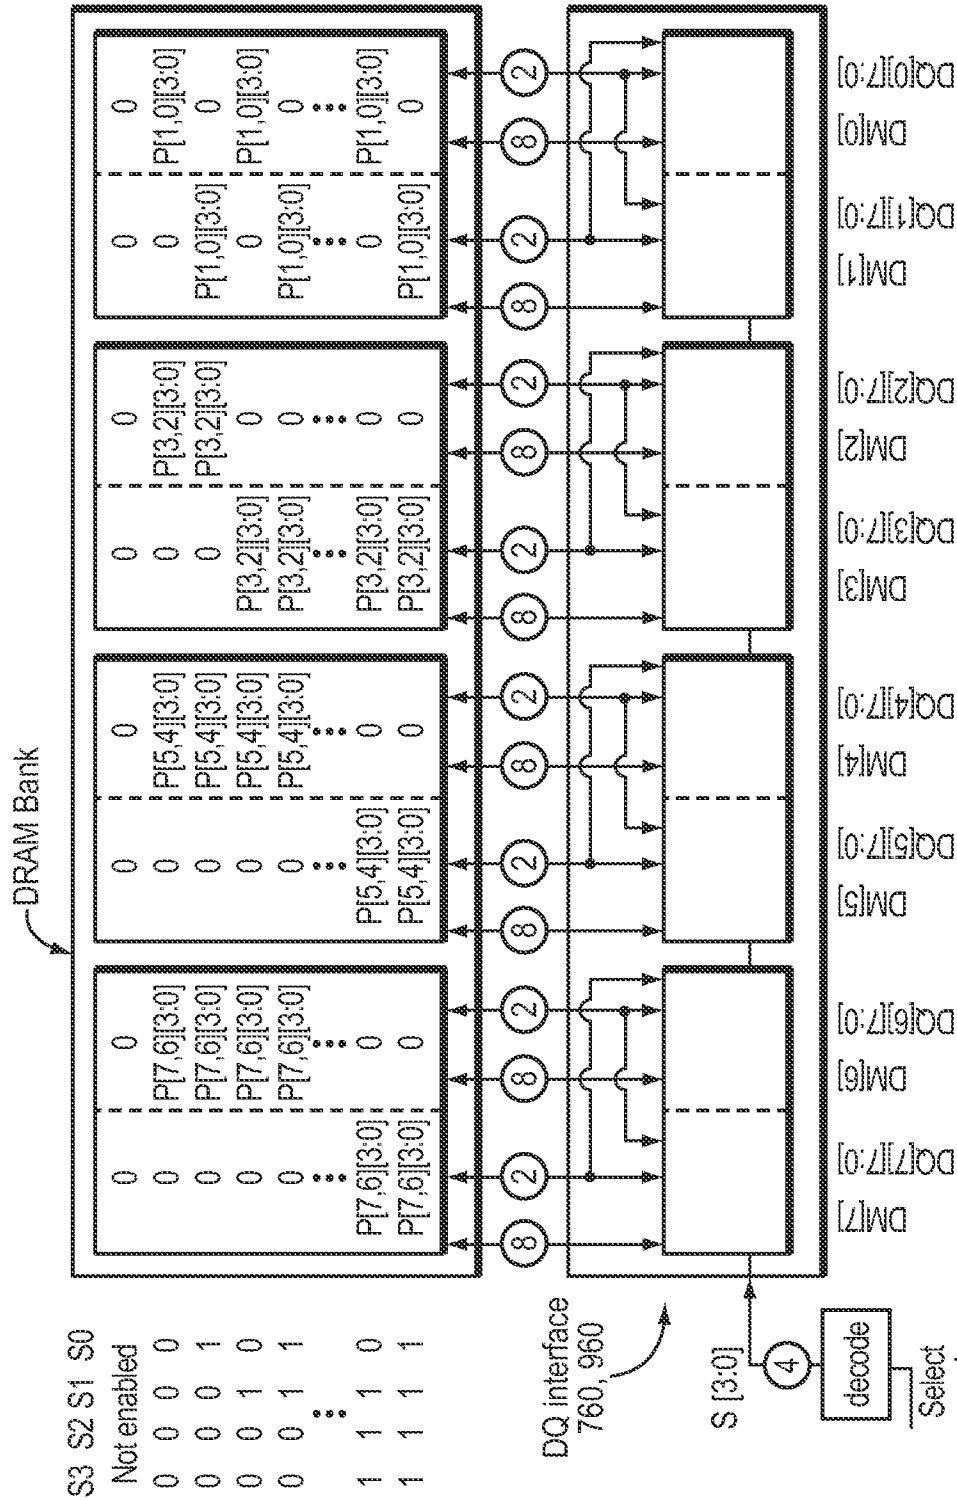 DRAM Bank
S3 S2 S1 S0
Not enabled 0 0 0 0 0 0 0 0
0 0 0 0 0 P[7,6][3:0] 0 P[5,4][3:0] 0 P[3,2][3:0] 0 P[1,0][3:0]
0 0 0 1 0 P[7,6][3:0] 0 P[5,4][3:0] 0 P[3,2][3:0] P[1,0][3:0] 0
0 0 1 0 0 P[7,6][3:0] 0 P[5,4][3:0] P[3,2][3:0] 0 0 P[1,0][3:0]
0 0 1 1 0 P[7,6][3:0] 0 P[5,4][3:0] P[3,2][3:0] 0 P[1,0][3:0] 0
... ... ... ... ... ... ... ... ...
1 1 1 0 P[7,6][3:0] 0 P[5,4][3:0] 0 P[3,2][3:0] 0 0 P[1,0][3:0]
1 1 1 1 P[7,6][3:0] 0 P[5,4][3:0] 0 P[3,2][3:0] 0 P[1,0][3:0] 0
8 2 8 2 8 2 8 2 8 2 8 2 8 2 8 2
DQ interface
760, 960
S [3:0]
4
decode
Select
DM[7] DQ[7][7:0] DM[6] DQ[6][7:0] DM[5] DQ[5][7:0] DM[4] DQ[4][7:0] DM[3] DQ[3][7:0] DM[2] DQ[2][7:0] DM[1] DQ[1][7:0] DM[0] DQ[0][7:0]